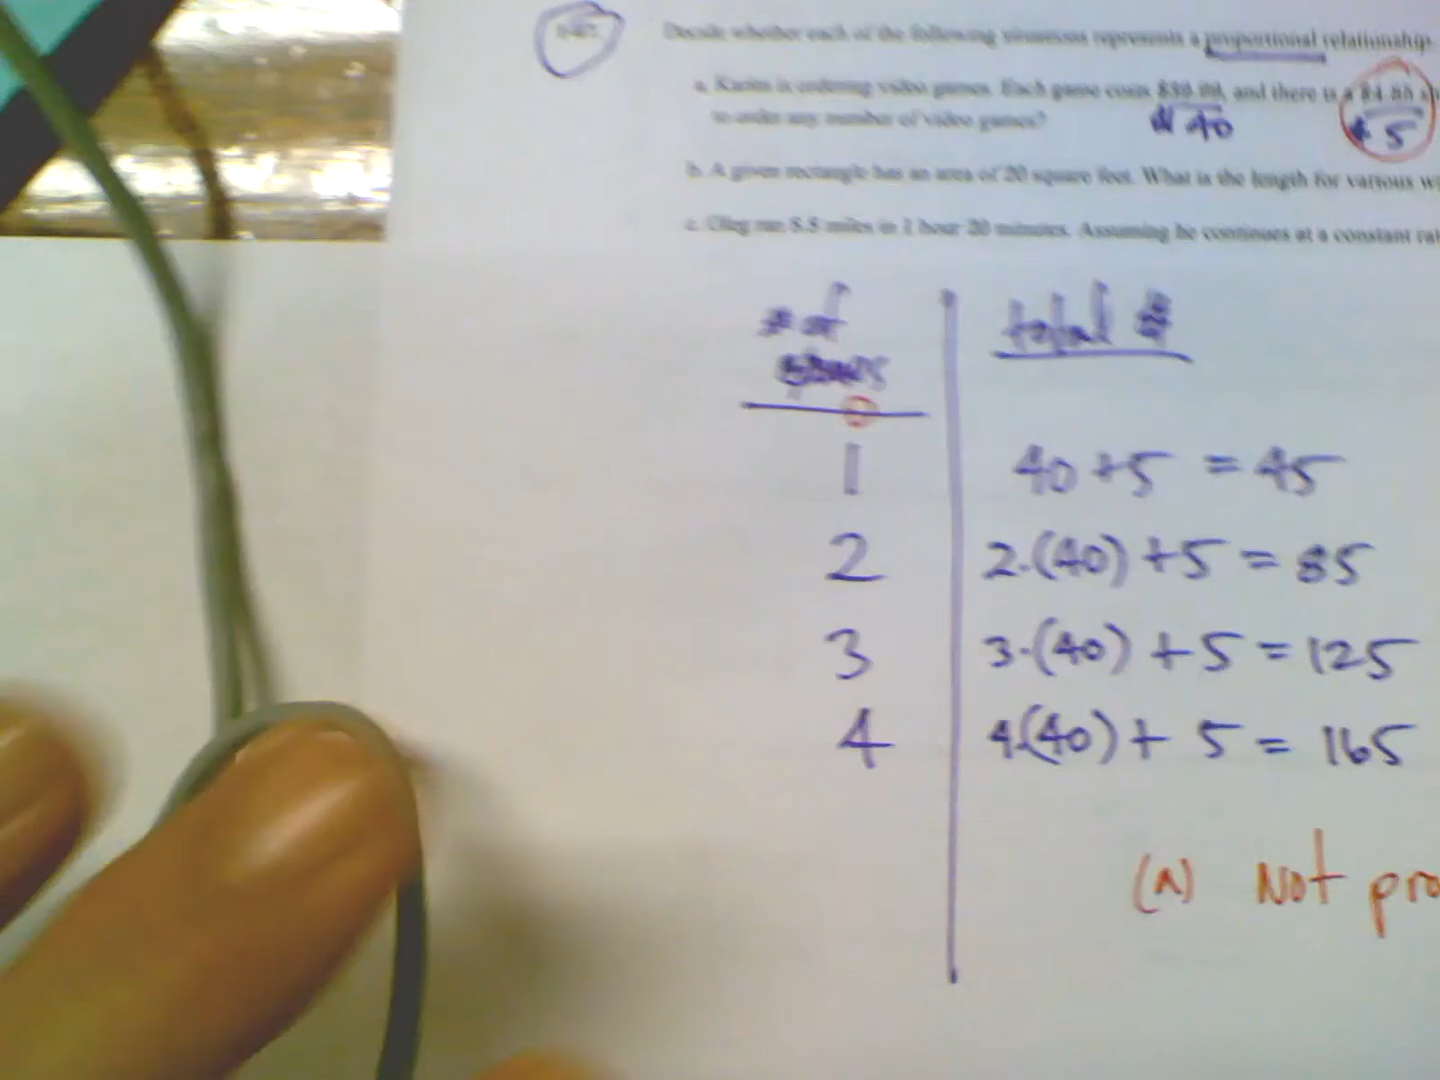 Decide whether each of the following situations represents a proportional relationship.
a. Karim is ordering video games. Each game costs $39.99, and there is a
to order any number of video games?
$ 40
$ 5
b. A given rectangle has an area of 20 square feet. What is the length for various
c. Oleg ran 8.5 miles in 1 hour 20 minutes. Assuming he continues at a constant
# of
total $
1
40 + 5 = 45
2
2·(40) + 5 = 85
3
3·(40) + 5 = 125
4
4·(40) + 5 = 165
(a) Not pro